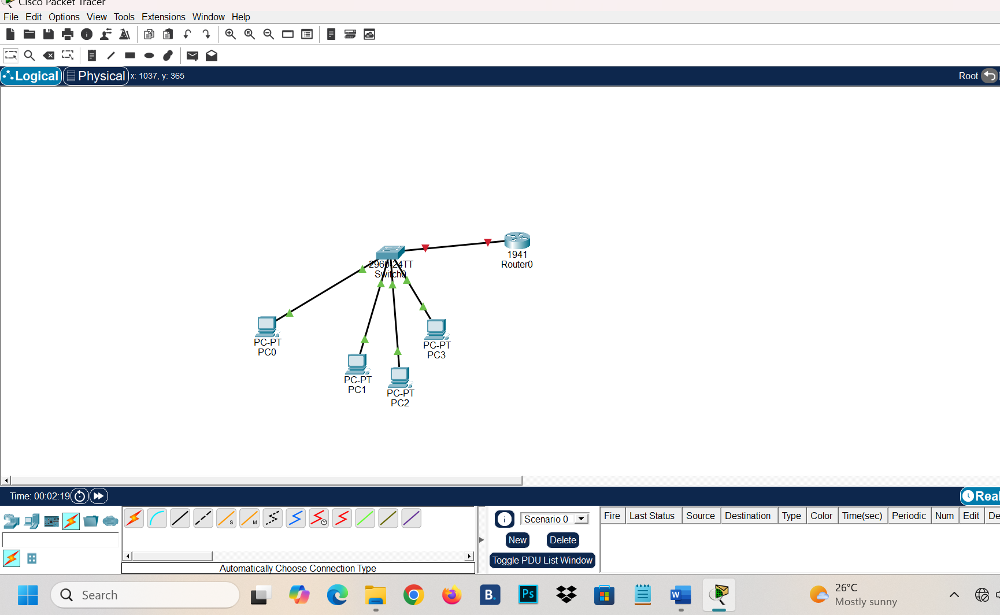 Cisco Packet Tracer
File Edit Options View Tools Extensions Window Help
Logical Physical x: 1037, y: 365 Root
1941
Router0
2960-24TT
Switch0
PC-PT
PC0
PC-PT
PC3
PC-PT
PC1
PC-PT
PC2
Time: 00:02:19 Real
S M
Scenario 0
New Delete
Toggle PDU List Window
Fire Last Status Source Destination Type Color Time(sec) Periodic Num Edit De
Automatically Choose Connection Type
Search
B.
Ps
W
26°C
Mostly sunny